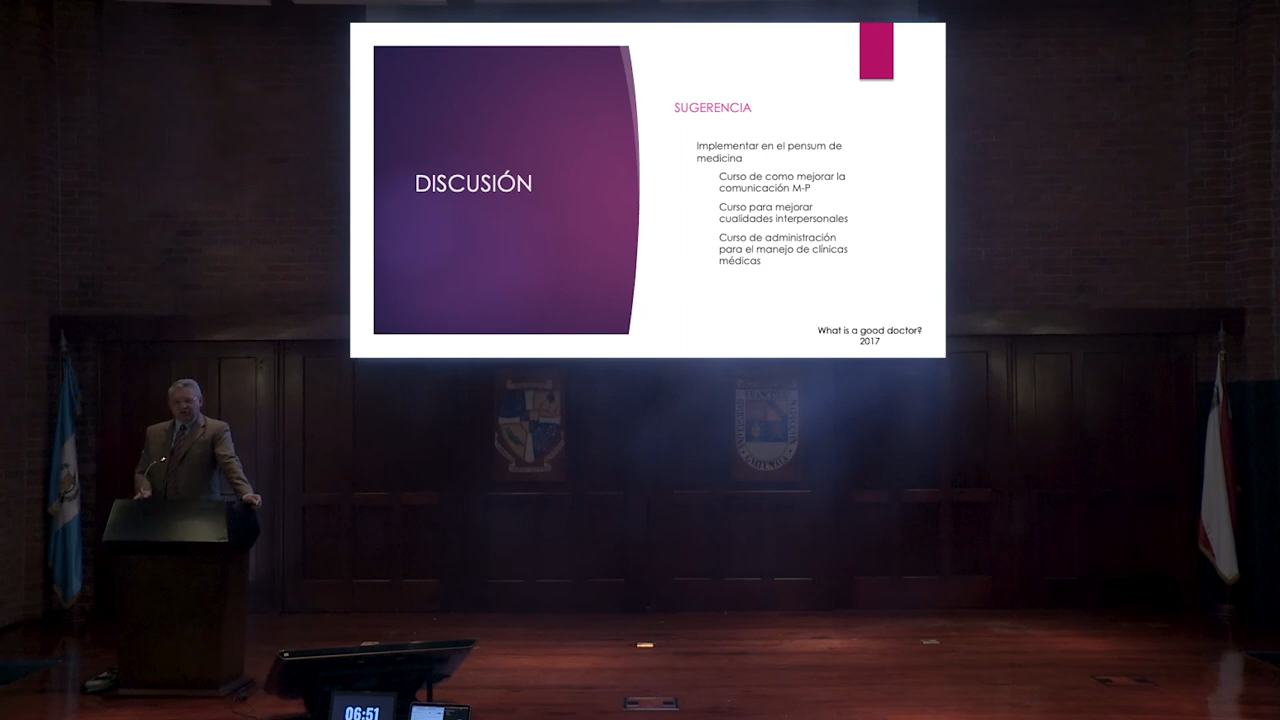 DISCUSIÓN
SUGERENCIA
Implementar en el pensum de
medicina
Curso de como mejorar la
comunicación M-P
Curso para mejorar
cualidades interpersonales
Curso de administración
para el manejo de clínicas
médicas
What is a good doctor?
2017
06:51